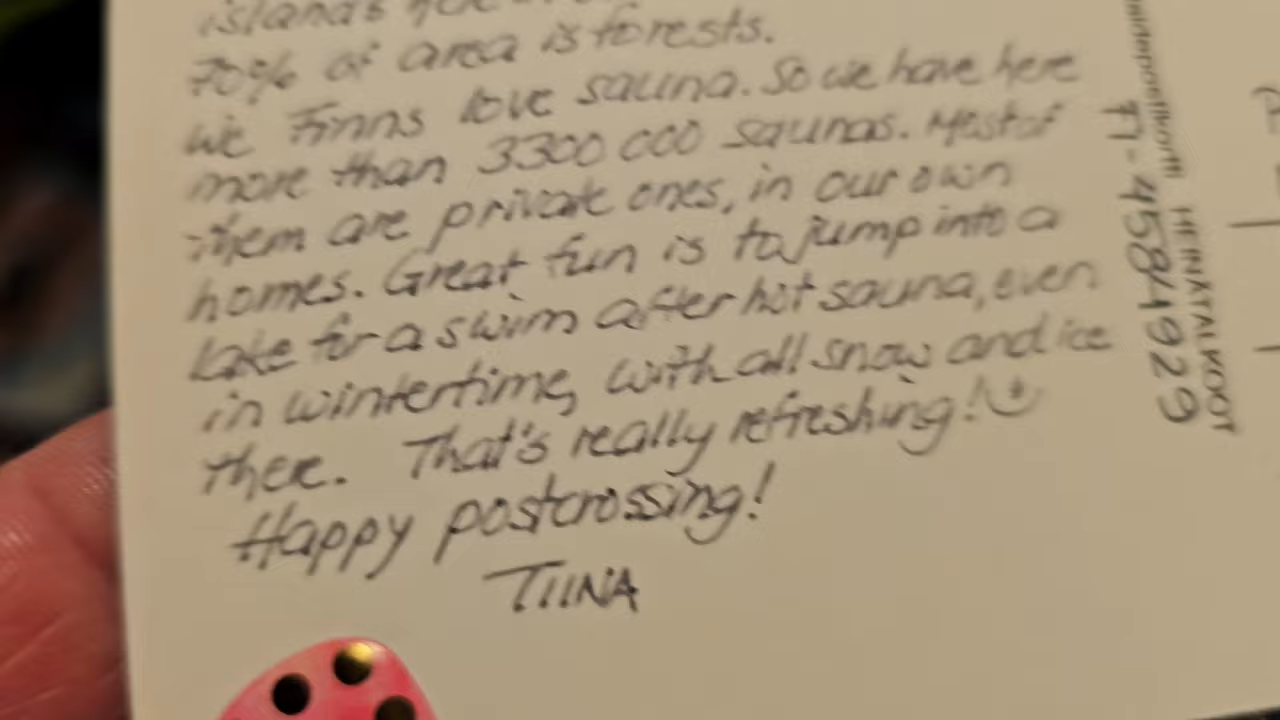 islands
70% of area is forests.
We Finns love sauna. So we have here
more than 3300 000 saunas. Most of
them are private ones, in our own
homes. Great fun is to jump into a
lake for a swim after hot sauna, even
in wintertime, with all snow and ice
there. That's really refreshing!
Happy postcrossing!
TIINA
FI-4584929
HEINATALKOOT